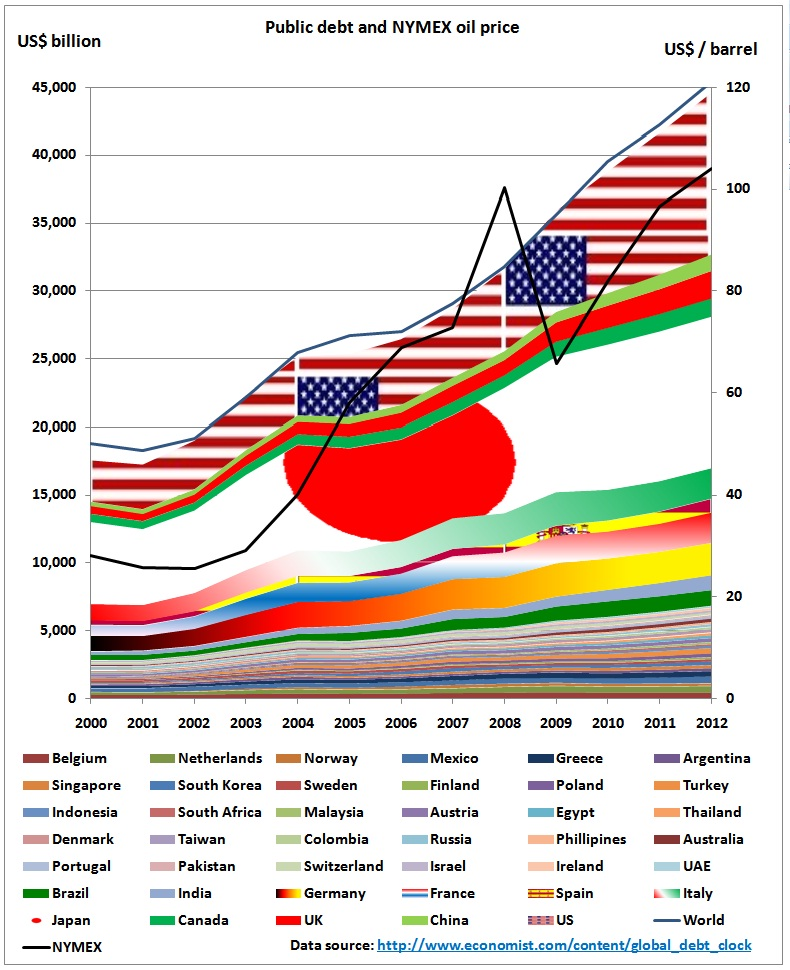 Public debt and NYMEX oil price
US$ billion
US$ / barrel
45,000
120
40,000
100
35,000
30,000
80
25,000
60
20,000
15,000
40
10,000
20
5,000
0
0
2000 2001 2002 2003 2004 2005 2006 2007 2008 2009 2010 2011 2012
Belgium Netherlands Norway Mexico Greece Argentina
Singapore South Korea Sweden Finland Poland Turkey
Indonesia South Africa Malaysia Austria Egypt Thailand
Denmark Taiwan Colombia Russia Phillipines Australia
Portugal Pakistan Switzerland Israel Ireland UAE
Brazil India Germany France Spain Italy
Japan Canada UK China US World
NYMEX Data source: http://www.economist.com/content/global_debt_clock